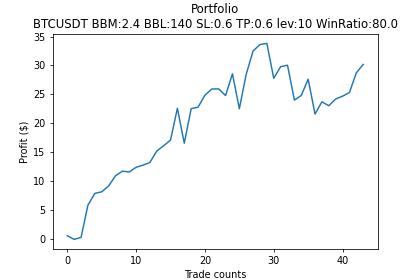 Portfolio
BTCUSDT BBM:2.4 BBL:140 SL:0.6 TP:0.6 lev:10 WinRatio:80.0
35
30
25
20
15
10
5
0
Profit ($)
0 10 20 30 40
Trade counts